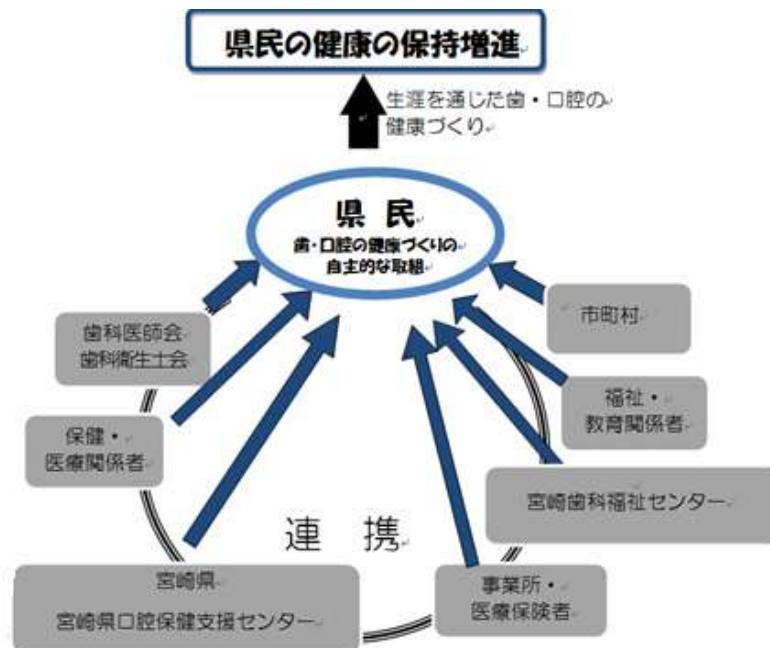 県民の健康の保持増進
生涯を通じた歯・口腔の
健康づくり
県 民
歯・口腔の健康づくりの
自主的な取組
歯科医師会
歯科衛生士会
市町村
保健・
医療関係者
福祉・
教育関係者
宮崎歯科福祉センター
連 携
宮崎県
宮崎県口腔保健支援センター
事業所・
医療保険者